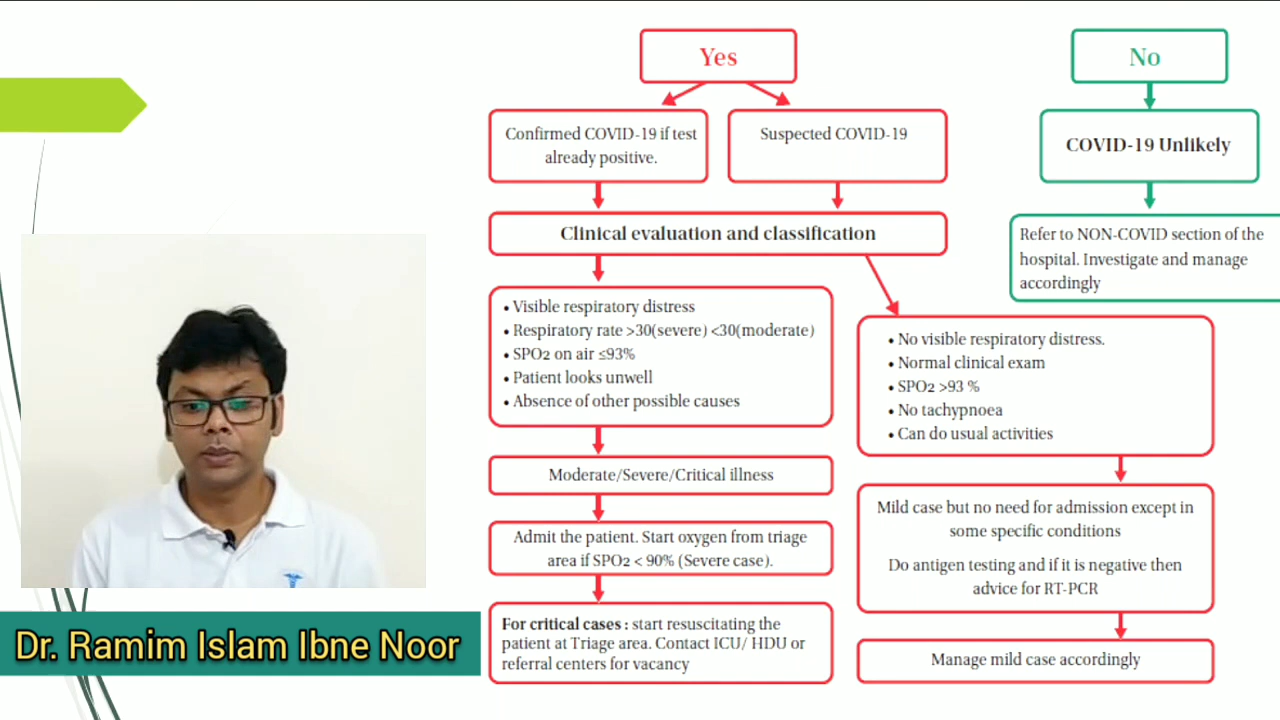 Yes
No
Confirmed COVID-19 if test
already positive.
Suspected COVID-19
COVID-19 Unlikely
Clinical evaluation and classification
Refer to NON-COVID section of the
hospital. Investigate and manage
accordingly
• Visible respiratory distress
• Respiratory rate >30(severe) <30(moderate)
• SPO2 on air ≤93%
• Patient looks unwell
• Absence of other possible causes
• No visible respiratory distress.
• Normal clinical exam
• SPO2 >93 %
• No tachypnoea
• Can do usual activities
Moderate/Severe/Critical illness
Admit the patient. Start oxygen from triage
area if SPO2 < 90% (Severe case).
For critical cases : start resuscitating the
patient at Triage area. Contact ICU/ HDU or
referral centers for vacancy
Mild case but no need for admission except in
some specific conditions
Do antigen testing and if it is negative then
advice for RT-PCR
Manage mild case accordingly
Dr. Ramim Islam Ibne Noor